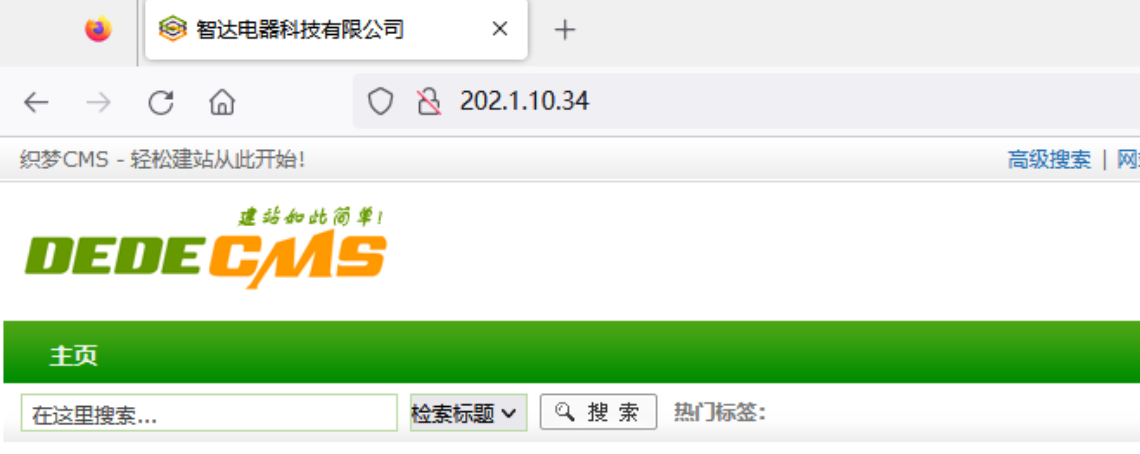 智达电器科技有限公司
202.1.10.34
织梦CMS - 轻松建站从此开始!
高级搜索 | 网
建站如此简单!
DEDECMS
主页
在这里搜索... 检索标题 搜索 热门标签: